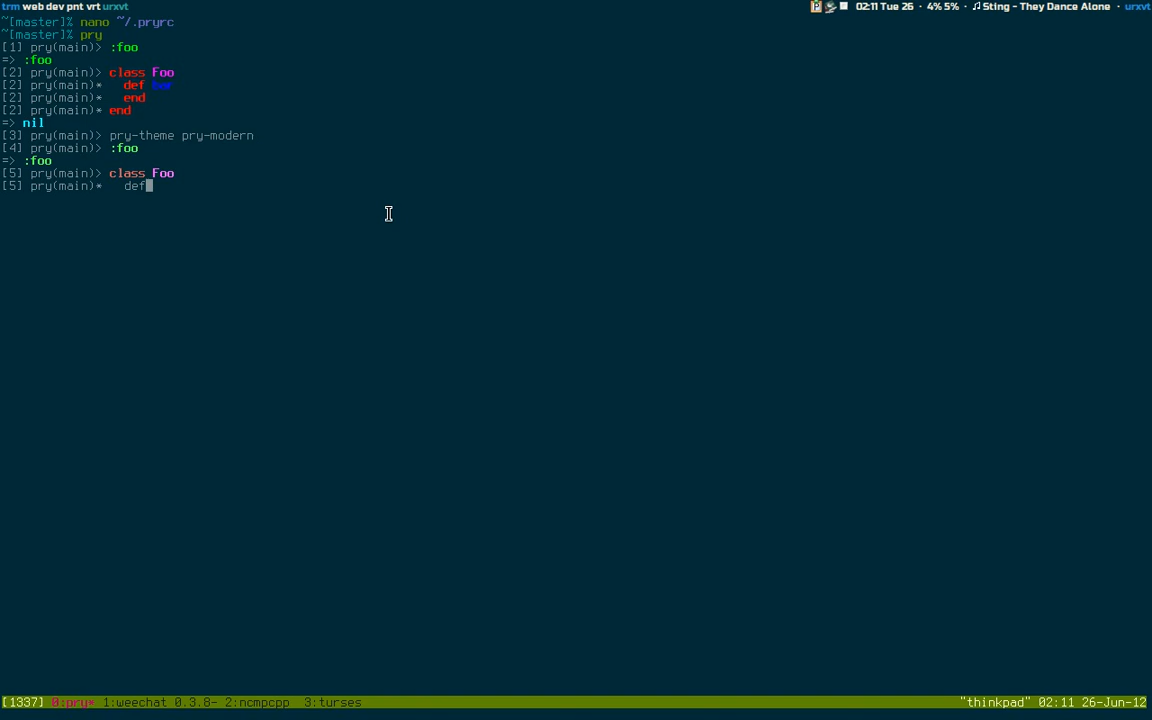 trm web dev pnt vrt urxvt
02:11 Tue 26 · 4% 5% · ♫ Sting - They Dance Alone · urxvt
~[master]% nano ~/.pryrc
~[master]% pry
[1] pry(main)> :foo
=> :foo
[2] pry(main)> class Foo
[2] pry(main)*   def bar
[2] pry(main)*   end
[2] pry(main)* end
=> nil
[3] pry(main)> pry-theme pry-modern
[4] pry(main)> :foo
=> :foo
[5] pry(main)> class Foo
[5] pry(main)*   def
[1337] 0:pry* 1:weechat 0.3.8- 2:ncmpcpp  3:turses
"thinkpad" 02:11 26-Jun-12